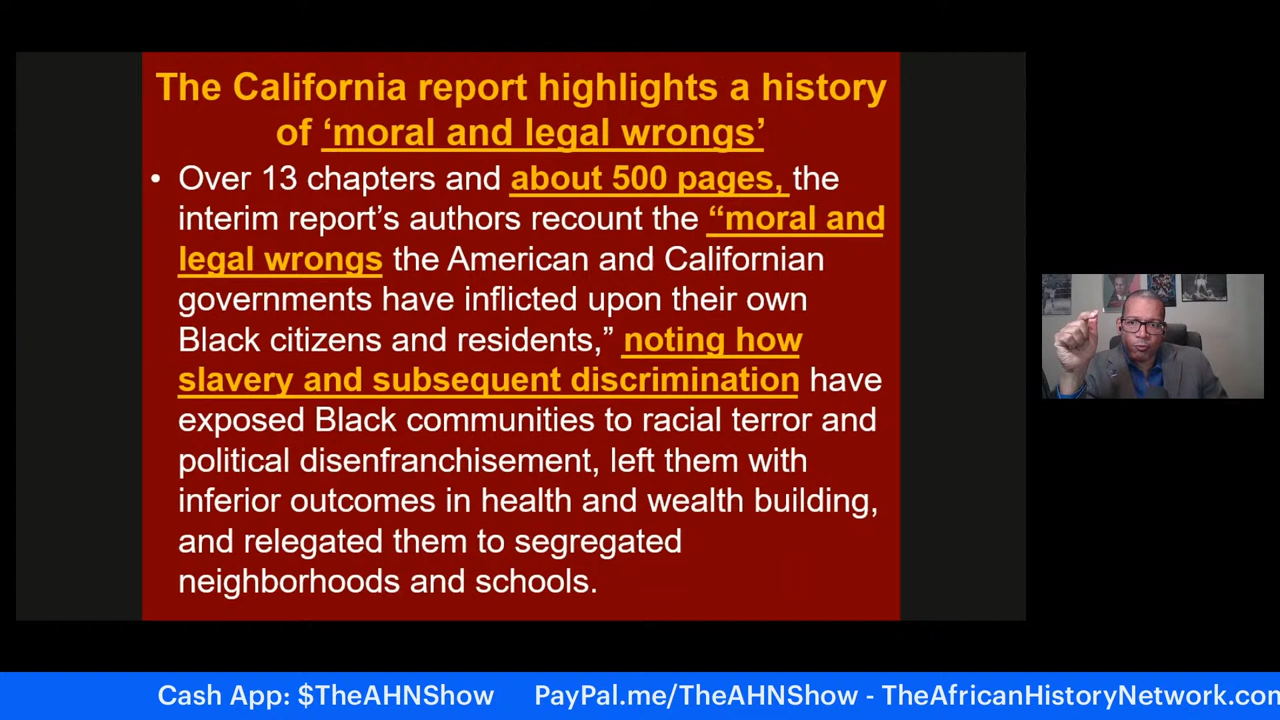 The California report highlights a history
of ‘moral and legal wrongs’
• Over 13 chapters and about 500 pages, the
interim report’s authors recount the “moral and
legal wrongs the American and Californian
governments have inflicted upon their own
Black citizens and residents,” noting how
slavery and subsequent discrimination have
exposed Black communities to racial terror and
political disenfranchisement, left them with
inferior outcomes in health and wealth building,
and relegated them to segregated
neighborhoods and schools.
Cash App: $TheAHNShow PayPal.me/TheAHNShow - TheAfricanHistoryNetwork.com